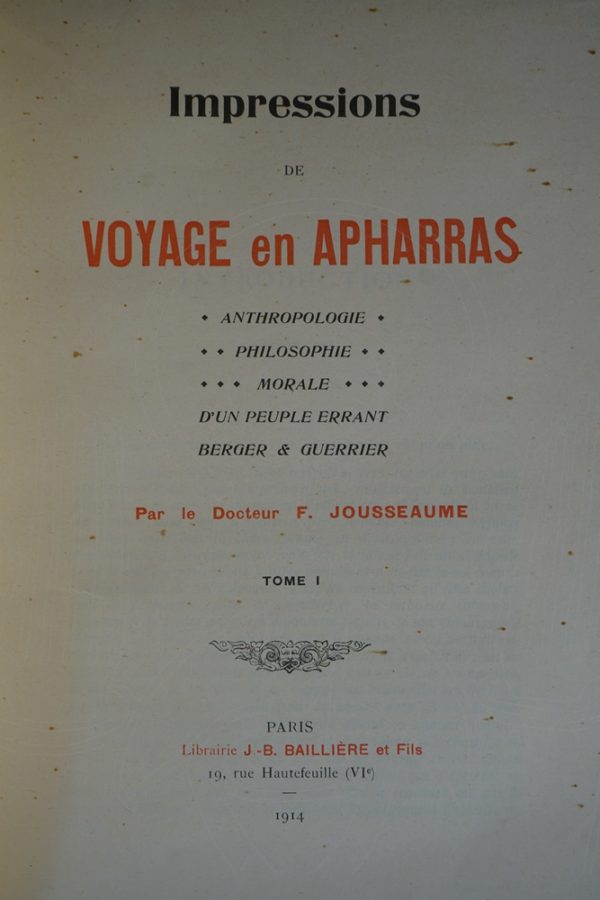 Impressions
DE
VOYAGE en APHARRAS
ANTHROPOLOGIE
PHILOSOPHIE
MORALE
D'UN PEUPLE ERRANT
BERGER & GUERRIER
Par le Docteur F. JOUSSEAUME
TOME I
PARIS
Librairie J.-B. BAILLIÈRE et Fils
19, rue Hautefeuille (VIe)
1914